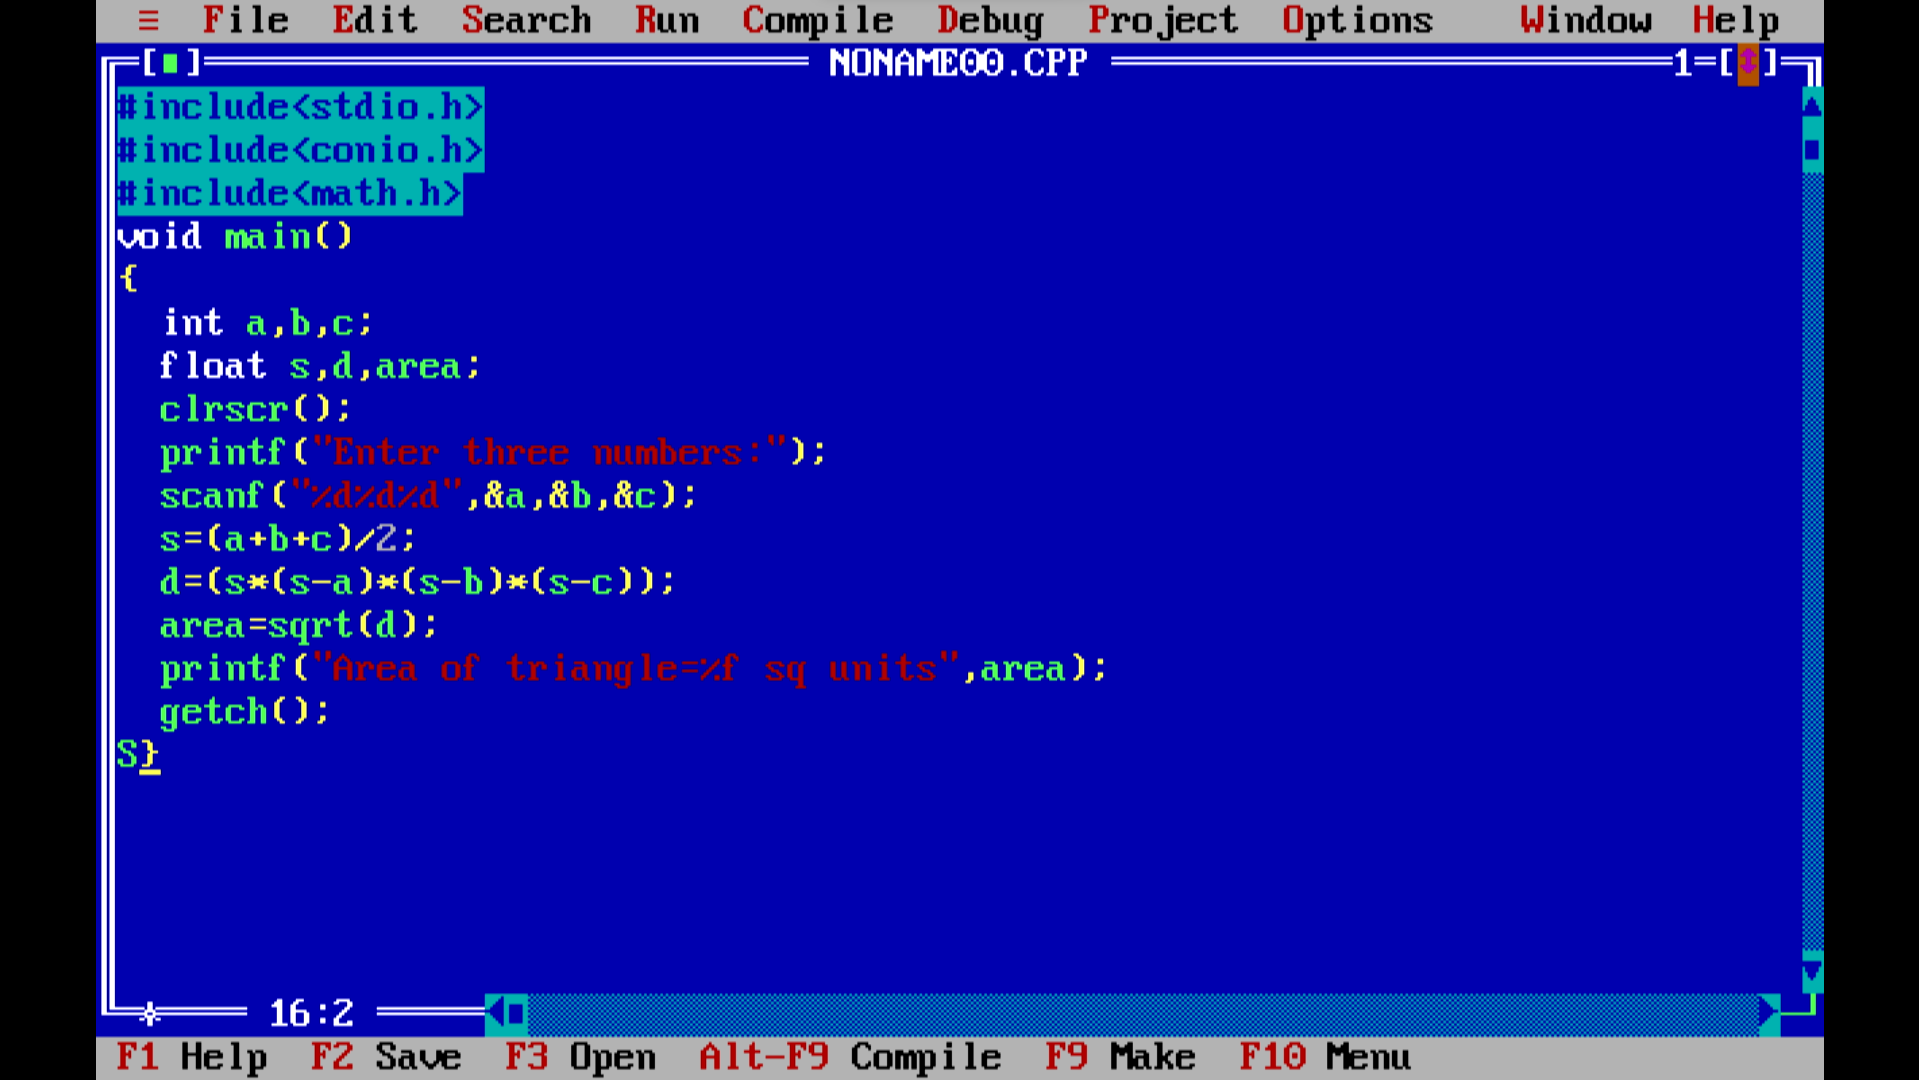 ≡ File Edit Search Run Compile Debug Project Options Window Help
[■] NONAME00.CPP 1=[↕]
#include<stdio.h>
#include<conio.h>
#include<math.h>
void main()
{
int a,b,c;
float s,d,area;
clrscr();
printf("Enter three numbers:");
scanf("%d%d%d",&a,&b,&c);
s=(a+b+c)/2;
d=(s*(s-a)*(s-b)*(s-c));
area=sqrt(d);
printf("Area of triangle=%f sq units",area);
getch();
S}
16:2
F1 Help F2 Save F3 Open Alt-F9 Compile F9 Make F10 Menu